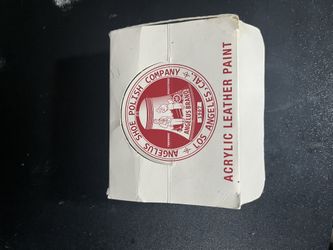 ANGELUS SHOE POLISH COMPANY
LOS ANGELES, CAL.
ANGELUS BRAND
ACRYLIC LEATHER PAINT